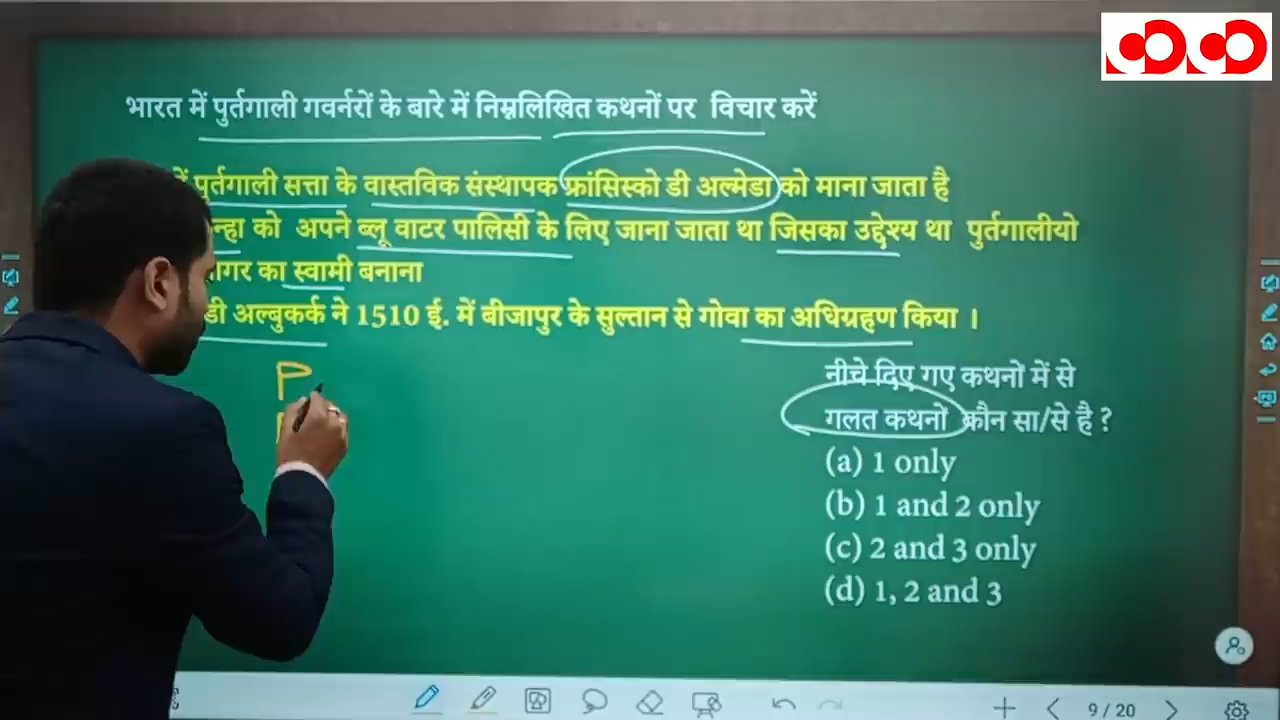 भारत में पुर्तगाली गवर्नरों के बारे में निम्नलिखित कथनों पर विचार करें
पुर्तगाली सत्ता के वास्तविक संस्थापक फ्रांसिस्को डी अल्मेडा को माना जाता है
को अपने ब्लू वाटर पालिसी के लिए जाना जाता था जिसका उद्देश्य था पुर्तगालीयो
का स्वामी बनाना
डी अल्बुकर्क ने 1510 ई. में बीजापुर के सुल्तान से गोवा का अधिग्रहण किया ।
P
नीचे दिए गए कथनों में से
गलत कथनों कौन सा/से है ?
(a) 1 only
(b) 1 and 2 only
(c) 2 and 3 only
(d) 1, 2 and 3
9 / 20